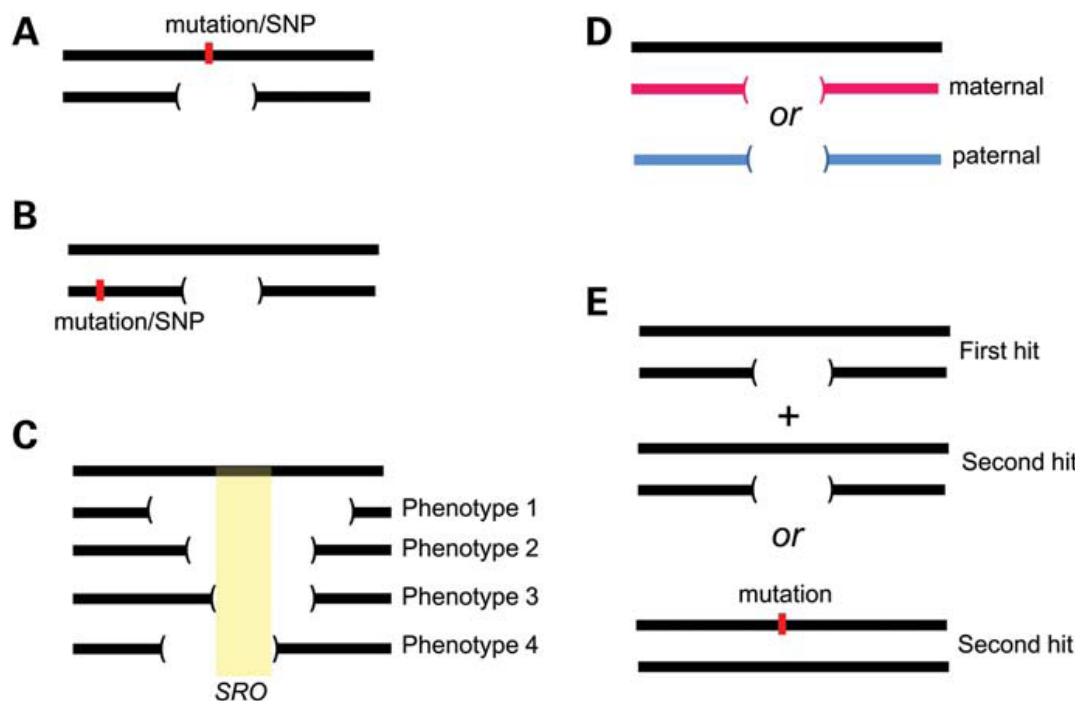 A
mutation/SNP
B
mutation/SNP
C
Phenotype 1
Phenotype 2
Phenotype 3
Phenotype 4
SRO
D
maternal
or
paternal
E
First hit
+
Second hit
or
mutation
Second hit